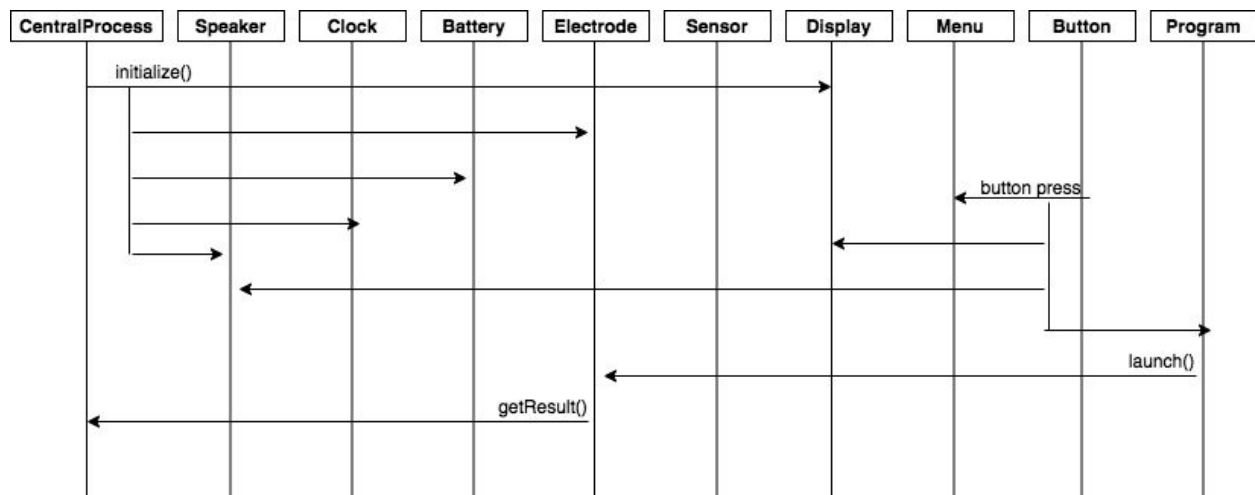 CentralProcess Speaker Clock Battery Electrode Sensor Display Menu Button Program
initialize()
button press
launch()
getResult()